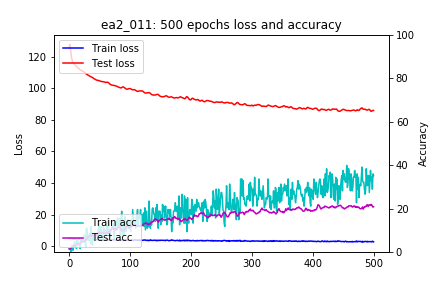 ea2_011: 500 epochs loss and accuracy
Train loss
Test loss
Train acc
Test acc
Loss
0
20
40
60
80
100
120
Accuracy
0
20
40
60
80
100
0
100
200
300
400
500